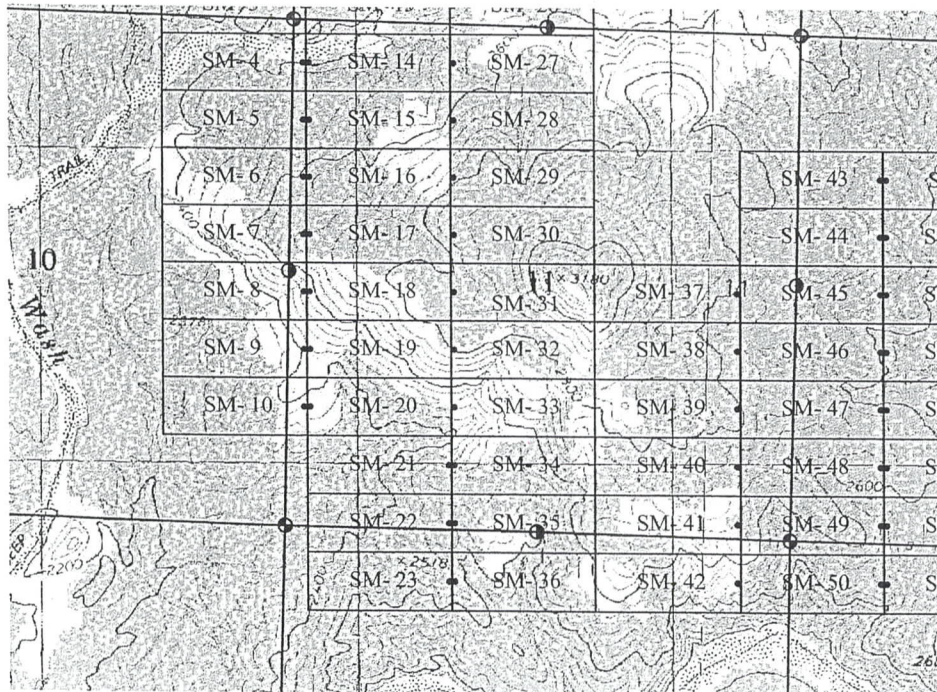 SM- 4 SM- 14 SM- 27
SM- 5 SM- 15 SM- 28
TRAIL SM- 6 SM- 16 SM- 29 SM- 43
SM- 7 SM- 17 SM- 30 SM- 44
10 SM- 8 SM- 18 11 ×3180 SM- 31 SM- 37 SM- 45
Wash
SM- 9 SM- 19 SM- 32 SM- 38 SM- 46
SM- 10 SM- 20 SM- 33 SM- 39 SM- 47
SM- 21 SM- 34 SM- 40 SM- 48
2600
SM- 22 SM- 35 SM- 41 SM- 49
2200 ×2518
SM- 23 2400 SM- 36 SM- 42 SM- 50